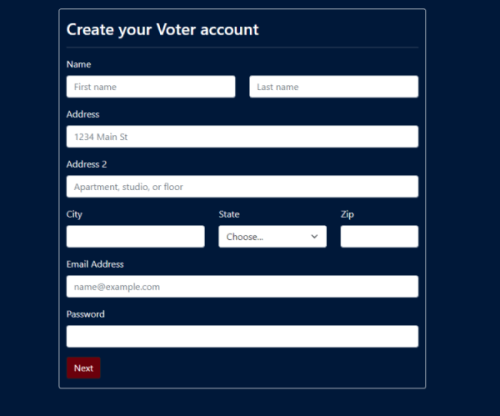 Create your Voter account
Name
First name Last name
Address
1234 Main St
Address 2
Apartment, studio, or floor
City State Zip
Choose...
Email Address
name@example.com
Password
Next